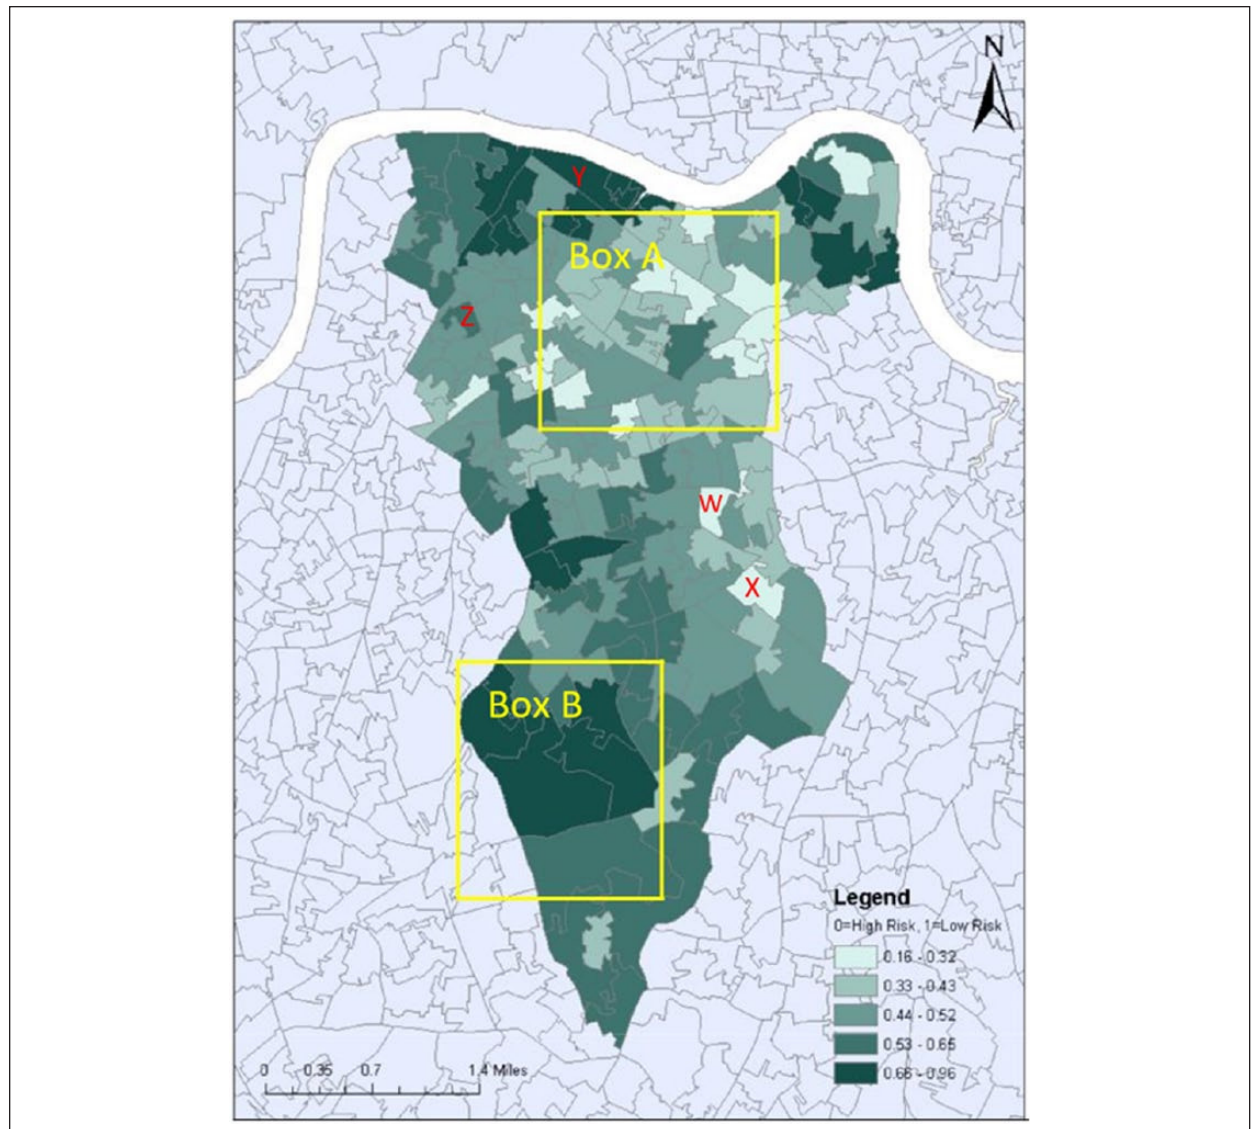 N
Y
Box A
Z
W
X
Box B
Legend
0=High Risk, 1=Low Risk
0.16 - 0.32
0.33 - 0.43
0.44 - 0.52
0.53 - 0.65
0.66 - 0.96
0 0.35 0.7 1.4 Miles